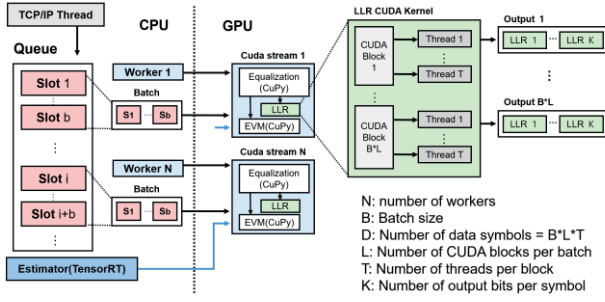 TCP/IP Thread
CPU
GPU
LLR CUDA Kernel
Output 1
Queue
Cuda stream 1
Worker 1
Slot 1
Batch
S1 Sb
Slot b
Equalization
(CuPy)
LLR
EVM(CuPy)
CUDA
Block
1
Thread 1
Thread T
LLR 1 LLR K
Output B*L
CUDA
Block
B*L
Thread 1
Thread T
LLR 1 LLR K
Cuda stream N
Worker N
Slot i
Batch
S1 Sb
Slot i+b
Equalization
(CuPy)
LLR
EVM(CuPy)
Estimator(TensorRT)
N: number of workers
B: Batch size
D: Number of data symbols = B*L*T
L: Number of CUDA blocks per batch
T: Number of threads per block
K: Number of output bits per symbol